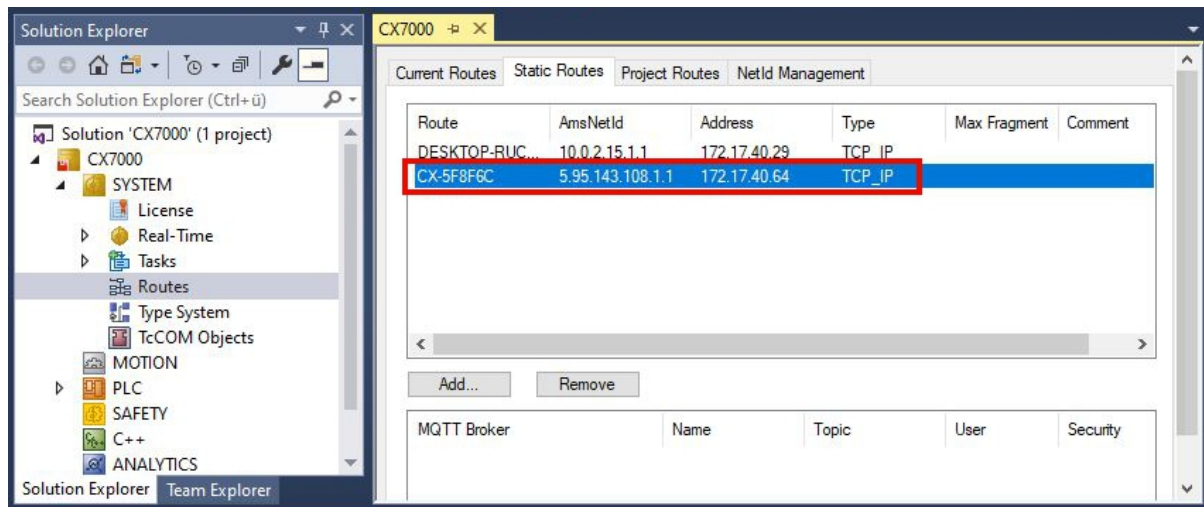 Solution Explorer
Search Solution Explorer (Ctrl+ü)
Solution 'CX7000' (1 project)
CX7000
SYSTEM
License
Real-Time
Tasks
Routes
Type System
TcCOM Objects
MOTION
PLC
SAFETY
C++
ANALYTICS
Solution Explorer Team Explorer
CX7000
Current Routes Static Routes Project Routes NetId Management
Route AmsNetId Address Type Max Fragment Comment
DESKTOP-RUC... 10.0.2.15.1.1 172.17.40.29 TCP_IP
CX-5F8F6C 5.95.143.108.1.1 172.17.40.64 TCP_IP
Add... Remove
MQTT Broker Name Topic User Security